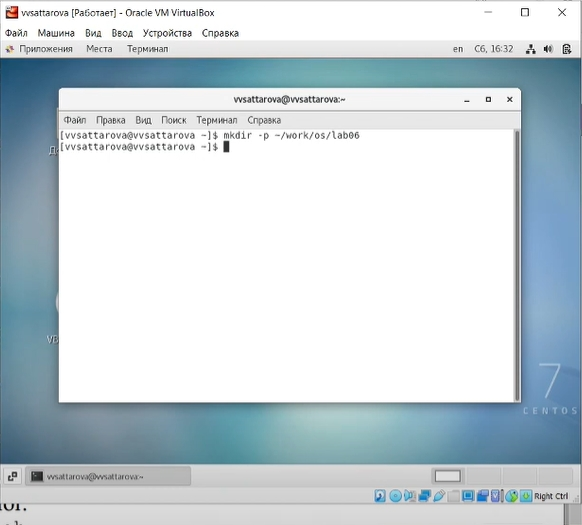 vvsattarova [Работает] - Oracle VM VirtualBox
Файл Машина Вид Ввод Устройства Справка
Приложения Места Терминал en Сб, 16:32
vvsattarova@vvsattarova:~
Файл Правка Вид Поиск Терминал Справка
[vvsattarova@vvsattarova ~]$ mkdir -p ~/work/os/lab06
[vvsattarova@vvsattarova ~]$
VB
7
CENTOS
vvsattarova@vvsattarova:~
Right Ctrl